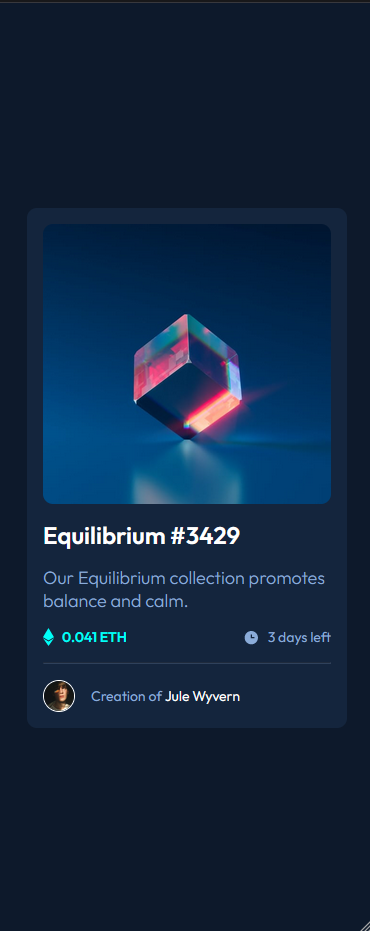 Equilibrium #3429
Our Equilibrium collection promotes
balance and calm.
0.041 ETH
3 days left
Creation of Jule Wyvern